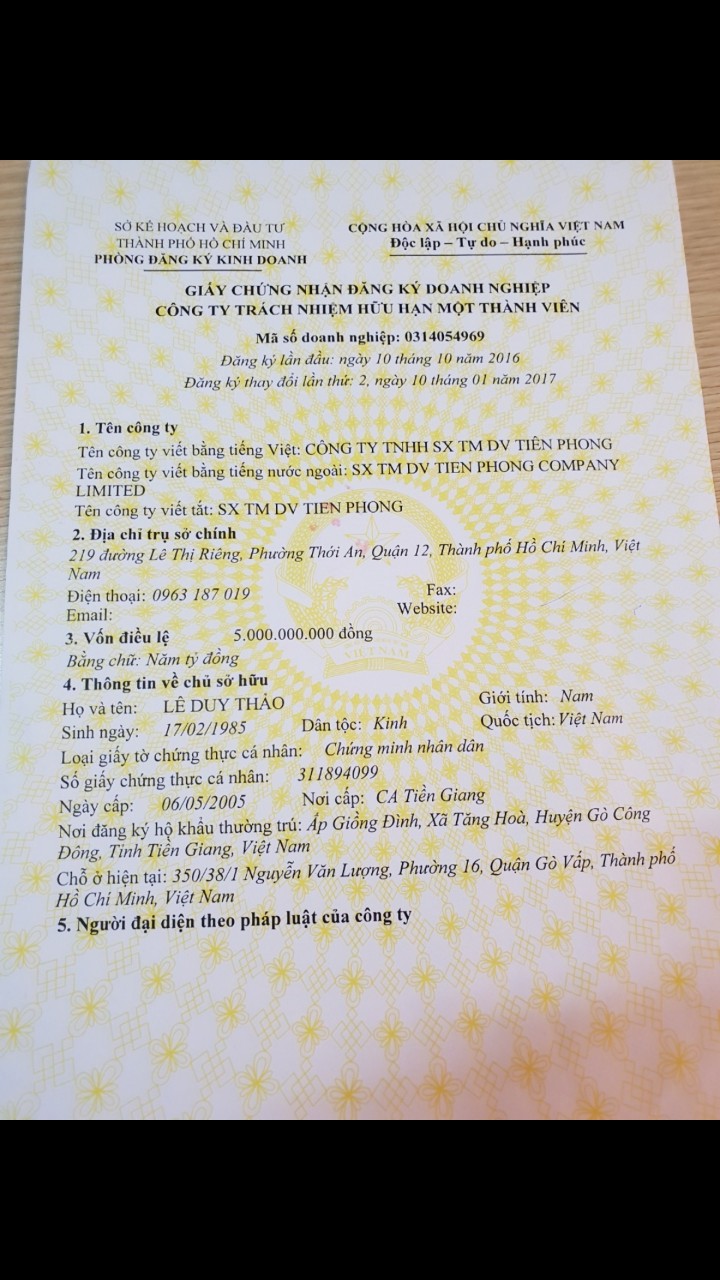 SỞ KẾ HOẠCH VÀ ĐẦU TƯ
THÀNH PHỐ HỒ CHÍ MINH
PHÒNG ĐĂNG KÝ KINH DOANH
CỘNG HÒA XÃ HỘI CHỦ NGHĨA VIỆT NAM
Độc lập – Tự do – Hạnh phúc
GIẤY CHỨNG NHẬN ĐĂNG KÝ DOANH NGHIỆP
CÔNG TY TRÁCH NHIỆM HỮU HẠN MỘT THÀNH VIÊN
Mã số doanh nghiệp: 0314054969
Đăng ký lần đầu: ngày 10 tháng 10 năm 2016
Đăng ký thay đổi lần thứ: 2, ngày 10 tháng 01 năm 2017
1. Tên công ty
Tên công ty viết bằng tiếng Việt: CÔNG TY TNHH SX TM DV TIÊN PHONG
Tên công ty viết bằng tiếng nước ngoài: SX TM DV TIEN PHONG COMPANY
LIMITED
Tên công ty viết tắt: SX TM DV TIEN PHONG
2. Địa chỉ trụ sở chính
219 đường Lê Thị Riêng, Phường Thới An, Quận 12, Thành phố Hồ Chí Minh, Việt
Nam
Điện thoại: 0963 187 019 Fax:
Email: Website:
3. Vốn điều lệ 5.000.000.000 đồng
Bằng chữ: Năm tỷ đồng
VIỆT NAM
4. Thông tin về chủ sở hữu
Họ và tên: LÊ DUY THẢO Giới tính: Nam
Sinh ngày: 17/02/1985 Dân tộc: Kinh Quốc tịch: Việt Nam
Loại giấy tờ chứng thực cá nhân: Chứng minh nhân dân
Số giấy chứng thực cá nhân: 311894099
Ngày cấp: 06/05/2005 Nơi cấp: CA Tiền Giang
Nơi đăng ký hộ khẩu thường trú: Ấp Giồng Đình, Xã Tăng Hoà, Huyện Gò Công
Đông, Tỉnh Tiền Giang, Việt Nam
Chỗ ở hiện tại: 350/38/1 Nguyễn Văn Lượng, Phường 16, Quận Gò Vấp, Thành phố
Hồ Chí Minh, Việt Nam
5. Người đại diện theo pháp luật của công ty